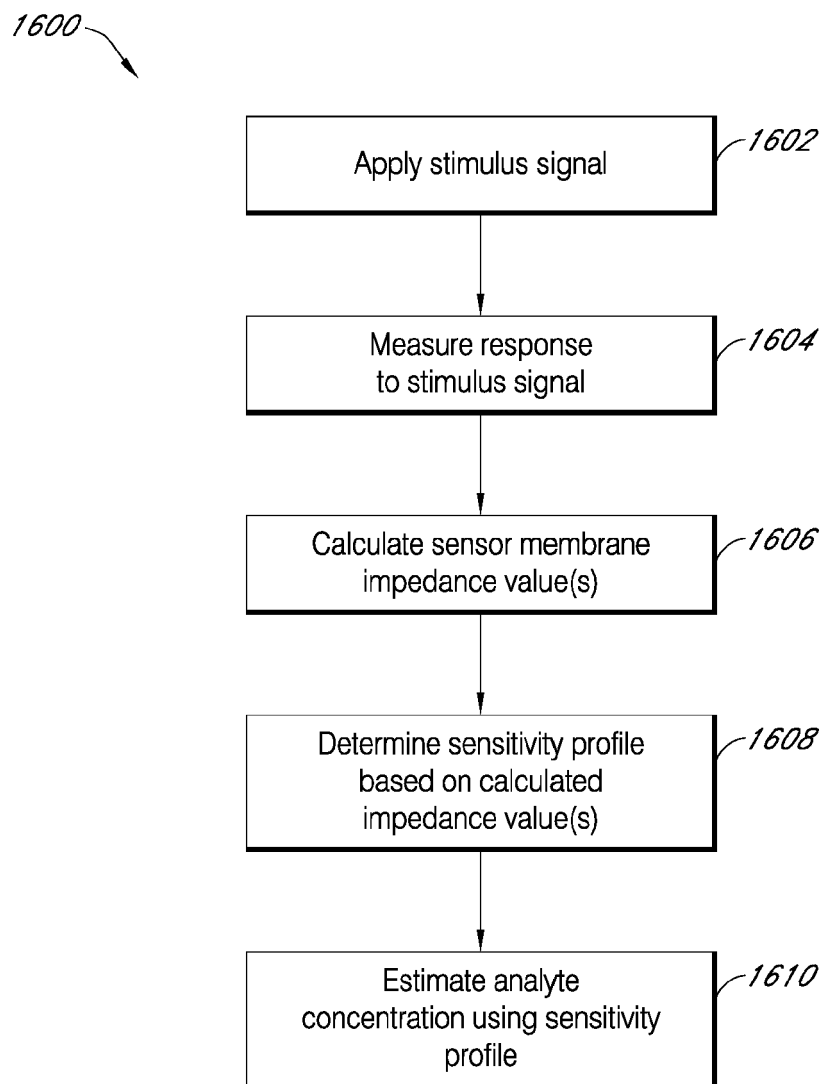 1600
Apply stimulus signal
1602
Measure response
to stimulus signal
1604
Calculate sensor membrane
impedance value(s)
1606
Determine sensitivity profile
based on calculated
impedance value(s)
1608
Estimate analyte
concentration using sensitivity
profile
1610